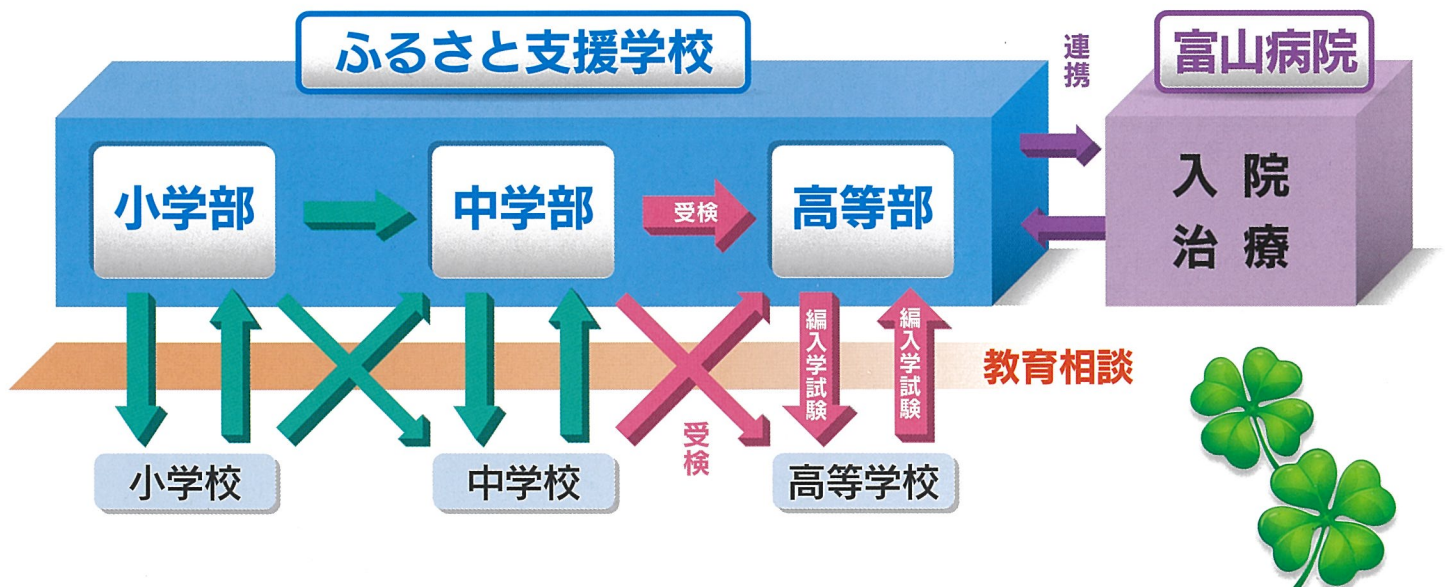 ふるさと支援学校
連携
富山病院
小学部
中学部
受検
高等部
入院
治療
編入学試験
編入学試験
教育相談
受検
小学校
中学校
高等学校